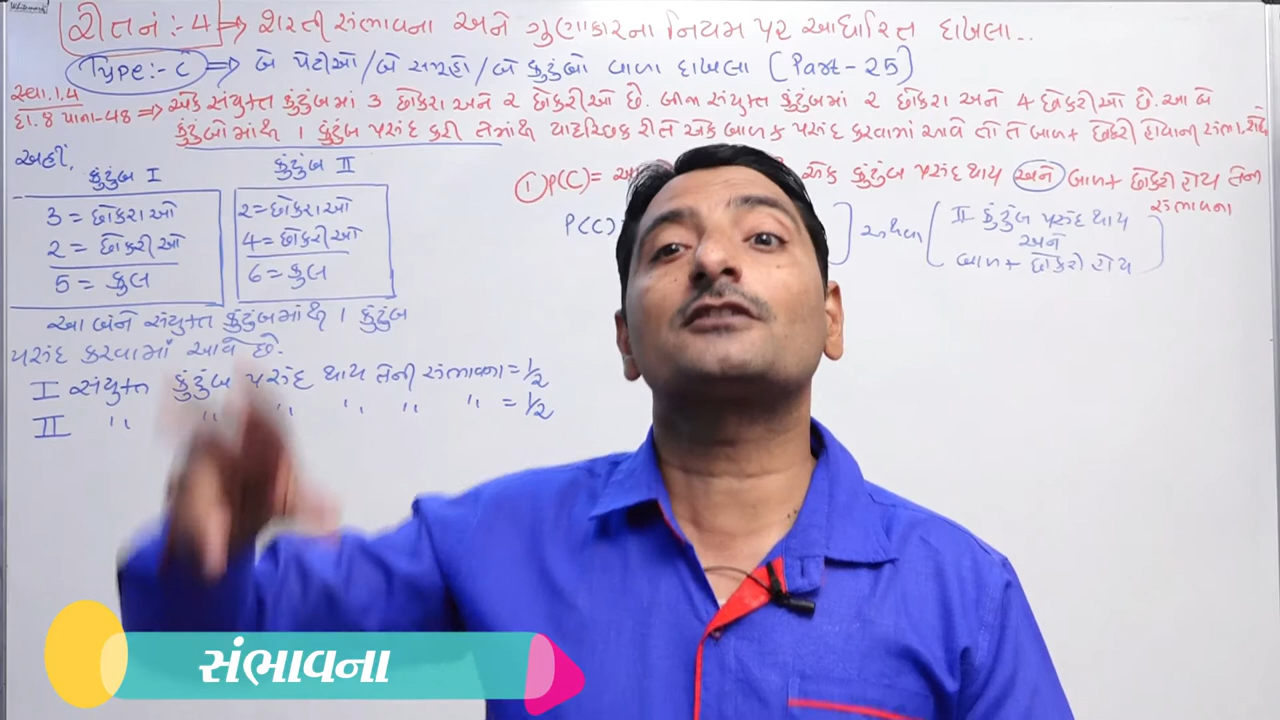 Whitemark
રીત નં :- 4 ⇒ શરતી સંભાવના અને ગુણાકારના નિયમ પર આધારિત દાખલા..
Type:- C ⇒ બે પેટીઓ/બે સમૂહો/બે કુટુંબો વાળા દાખલા (Part - 25)
સ્વા.1.4
દા.8 પાના-48 ⇒ એક સંયુક્ત કુટુંબમાં 3 છોકરા અને 2 છોકરીઓ છે. બીજા સંયુક્ત કુટુંબમાં 2 છોકરા અને 4 છોકરીઓ છે. આ બે
કુટુંબોમાંથી 1 કુટુંબ પસંદ કરી તેમાંથી યાદચ્છિક રીતે એક બાળક પસંદ કરવામાં આવે તો તે બાળક છોકરી હોવાની સંભા. શોધો
અહીં,
કુટુંબ I
કુટુંબ II
3 = છોકરાઓ
2 = છોકરીઓ
5 = કુલ
2 = છોકરાઓ
4 = છોકરીઓ
6 = કુલ
① P(C) = એક કુટુંબ પસંદ થાય અને બાળક છોકરી હોય તેની
સંભાવના
P(C) ] અથવા ( II કુટુંબ પસંદ થાય
અને
બાળક છોકરી હોય )
આ બંને સંયુક્ત કુટુંબમાંથી 1 કુટુંબ
પસંદ કરવામાં આવે છે.
I સંયુક્ત કુટુંબ પસંદ થાય તેની સંભાવના = 1/2
II " " " " " " = 1/2
સંભાવના